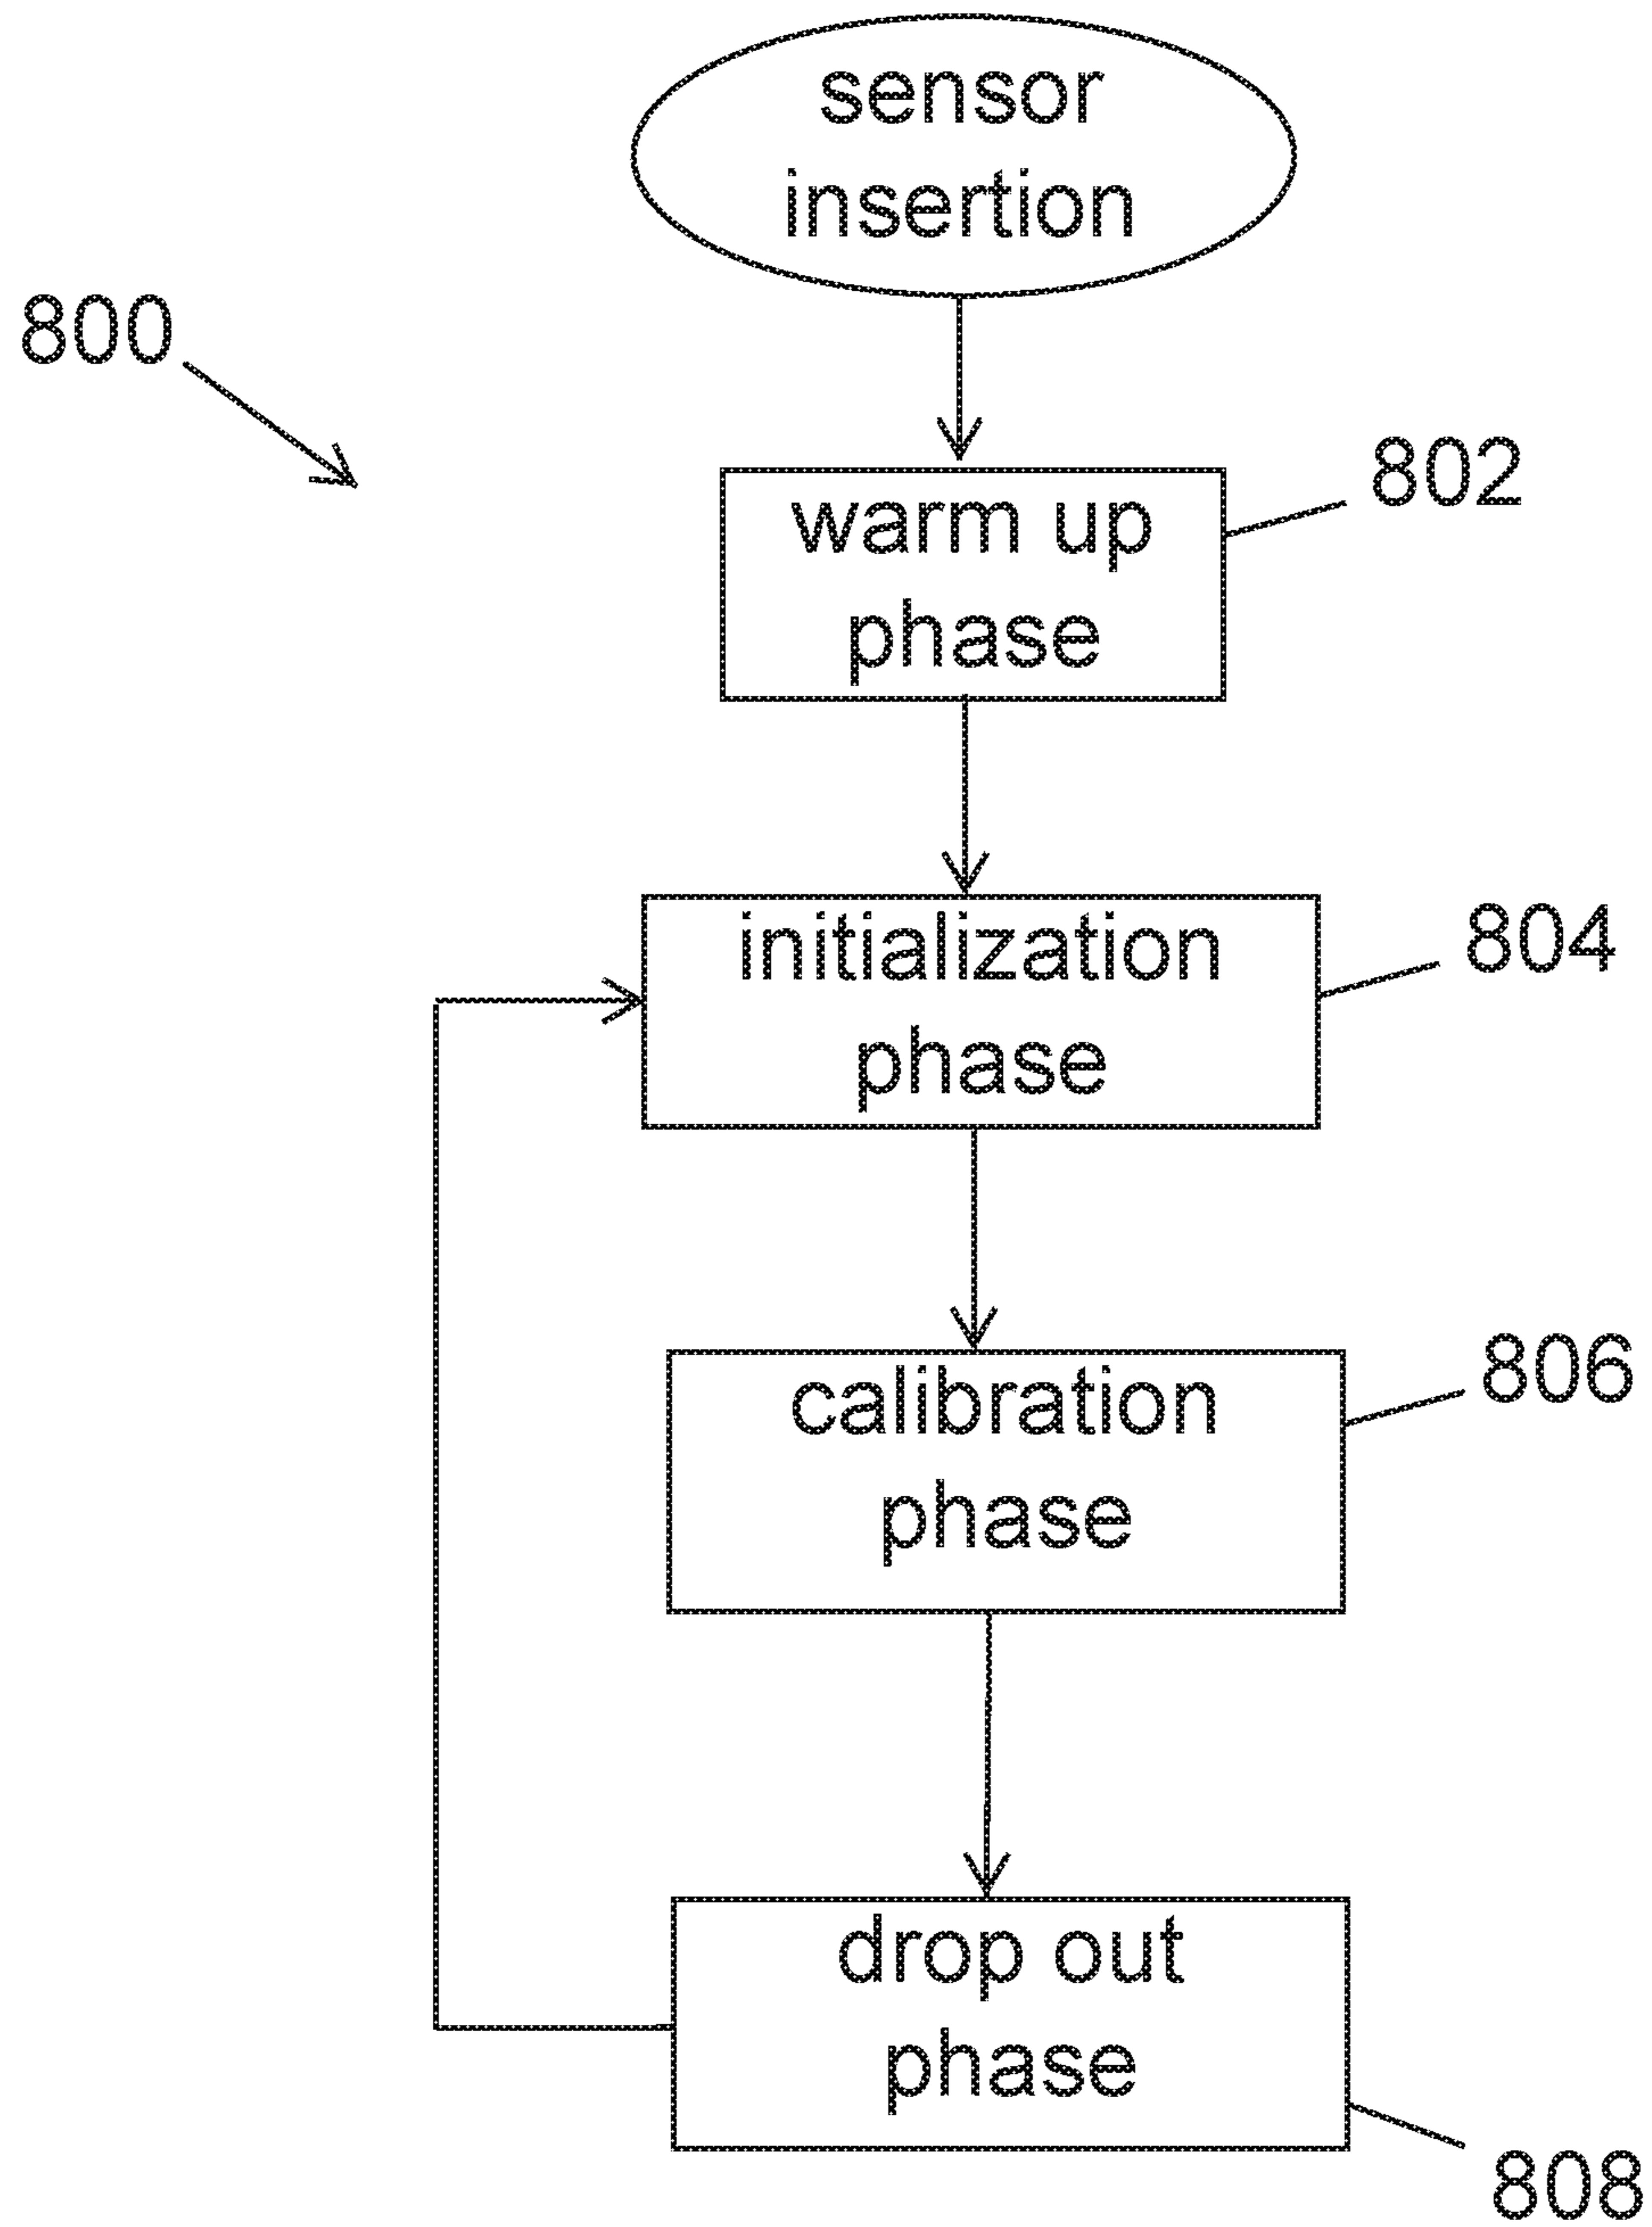 sensor
insertion
800
802
warm up
phase
804
initialization
phase
806
calibration
phase
drop out
phase
808